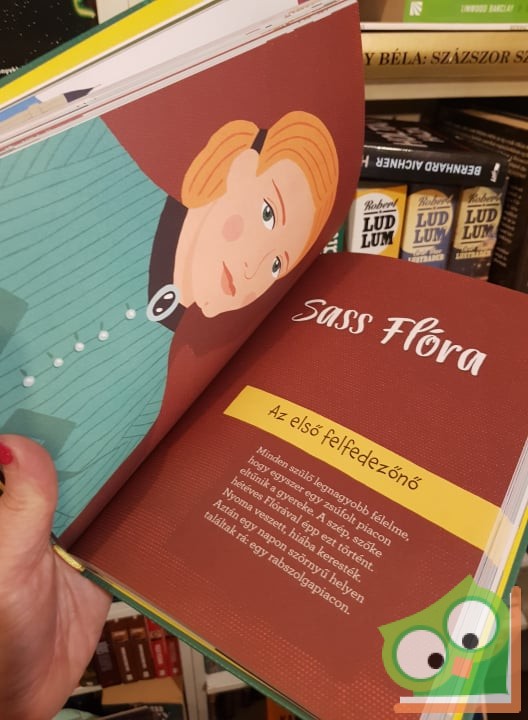 LINWOOD BARCLAY
Y BÉLA: SZÁZSZOR SZ
BERNHARD AICHNER
Robert
LUD
LUM
Robert
LUD
LUM
Robert
LUD
LUM
Sass Flóra
Az első felfedezőnő
Minden szülő legnagyobb félelme,
hogy egyszer egy zsúfolt piacon
eltűnik a gyereke. A szép, szőke
hétéves Flórával épp ezt történt.
Nyoma veszett, hiába keresték.
Aztán egy napon szörnyű helyen
találtak rá: egy rabszolgapiacon.